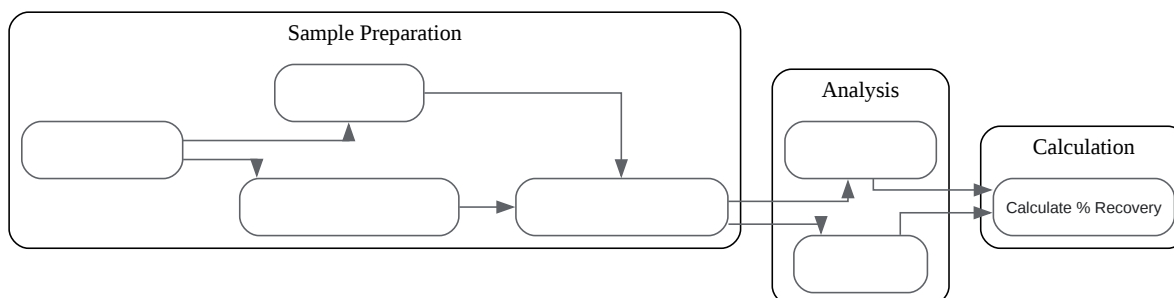 Sample Preparation
Analysis
Calculation
Calculate % Recovery